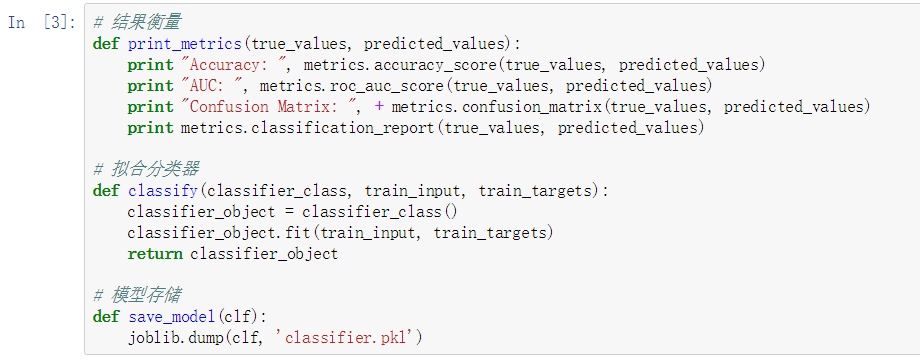 In [3]:
# 结果衡量
def print_metrics(true_values, predicted_values):
    print "Accuracy: ", metrics.accuracy_score(true_values, predicted_values)
    print "AUC: ", metrics.roc_auc_score(true_values, predicted_values)
    print "Confusion Matrix: ", + metrics.confusion_matrix(true_values, predicted_values)
    print metrics.classification_report(true_values, predicted_values)

# 拟合分类器
def classify(classifier_class, train_input, train_targets):
    classifier_object = classifier_class()
    classifier_object.fit(train_input, train_targets)
    return classifier_object

# 模型存储
def save_model(clf):
    joblib.dump(clf, 'classifier.pkl')